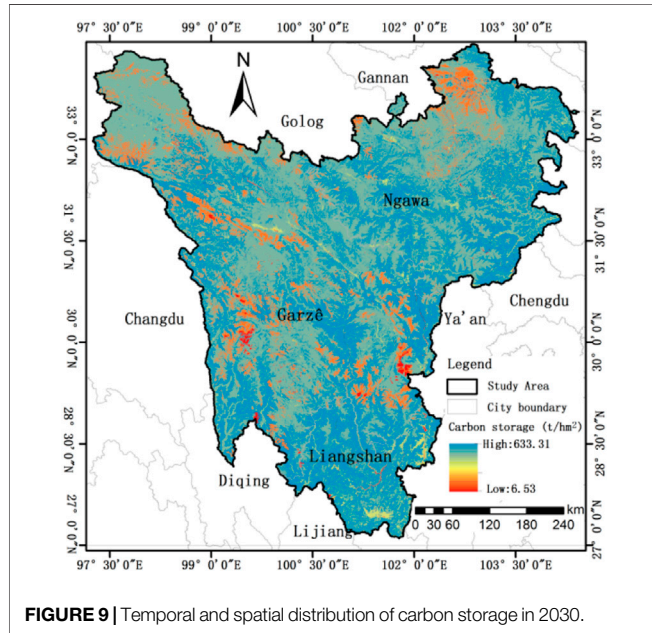 97° 30′0″E 99° 0′0″E 100° 30′0″E 102° 0′0″E 103° 30′0″E
N
Gannan
Golog
33° 0′0″N
33° 0′0″N
Ngawa
31° 30′0″N
31° 30′0″N
Chengdu
Changdu
Garzê
Ya'an
30° 0′0″N
30° 0′0″N
Legend
Study Area
City boundary
Carbon storage (t/hm²)
High:633.31
Low:6.53
28° 30′0″N
28° 30′0″N
Liangshan
Diqing
km
0 30 60 120 180 240
Lijiang
27° 0′0″N
27° 0′0″N
97° 30′0″E 99° 0′0″E 100° 30′0″E 102° 0′0″E 103° 30′0″E
FIGURE 9 | Temporal and spatial distribution of carbon storage in 2030.